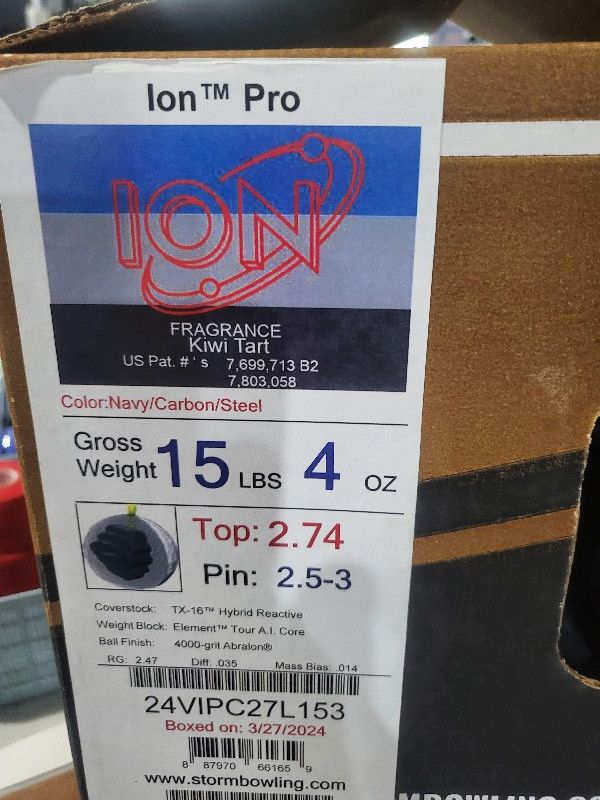 Ion™ Pro
ION
FRAGRANCE
Kiwi Tart
US Pat. #'s 7,699,713 B2
7,803,058
Color:Navy/Carbon/Steel
Gross Weight 15 LBS 4 OZ
Top: 2.74
Pin: 2.5-3
Coverstock: TX-16™ Hybrid Reactive
Weight Block: Element™ Tour A.I. Core
Ball Finish: 4000-grit Abralon®
RG: 2.47 Diff: .035 Mass Bias: .014
24VIPC27L153
Boxed on: 3/27/2024
8 87970 66165 9
www.stormbowling.com